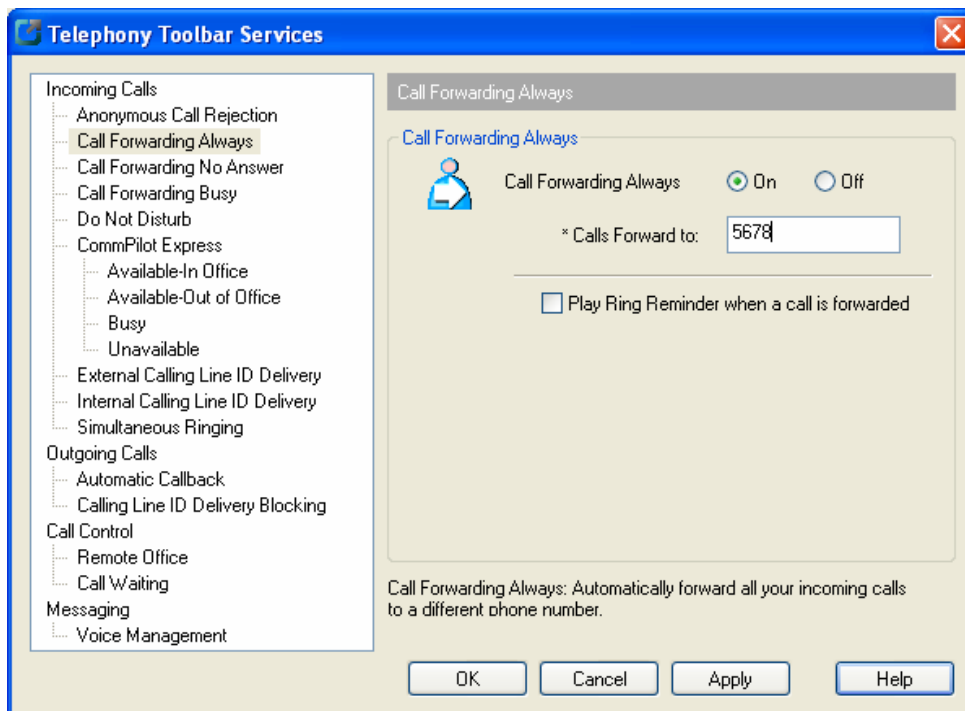 Telephony Toolbar Services
Incoming Calls
Anonymous Call Rejection
Call Forwarding Always
Call Forwarding No Answer
Call Forwarding Busy
Do Not Disturb
CommPilot Express
Available-In Office
Available-Out of Office
Busy
Unavailable
External Calling Line ID Delivery
Internal Calling Line ID Delivery
Simultaneous Ringing
Outgoing Calls
Automatic Callback
Calling Line ID Delivery Blocking
Call Control
Remote Office
Call Waiting
Messaging
Voice Management
Call Forwarding Always
Call Forwarding Always
Call Forwarding Always On Off
* Calls Forward to: 5678
Play Ring Reminder when a call is forwarded
Call Forwarding Always: Automatically forward all your incoming calls
to a different phone number.
OK Cancel Apply Help